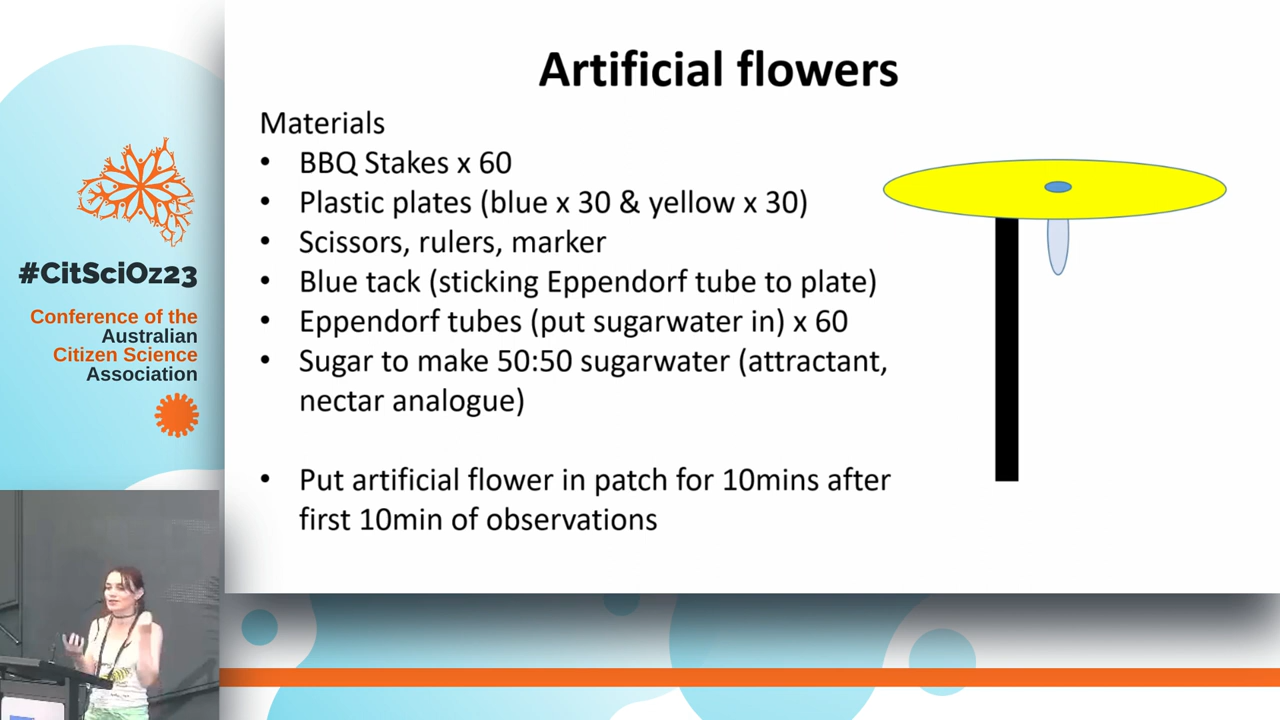 Artificial flowers
Materials
• BBQ Stakes x 60
• Plastic plates (blue x 30 & yellow x 30)
• Scissors, rulers, marker
• Blue tack (sticking Eppendorf tube to plate)
• Eppendorf tubes (put sugarwater in) x 60
• Sugar to make 50:50 sugarwater (attractant,
nectar analogue)
• Put artificial flower in patch for 10mins after
first 10min of observations
#CitSciOz23
Conference of the
Australian
Citizen Science
Association